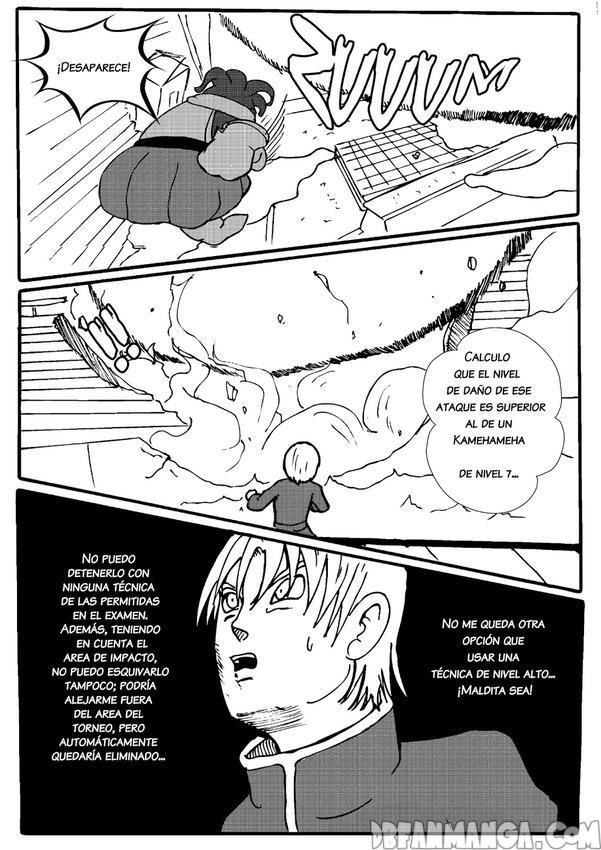 ¡Desaparece!
ZUUUM
!!
Calculo
que el nivel
de daño de ese
ataque es superior
al de un
Kamehameha
de nivel 7...
No puedo
detenerlo con
ninguna técnica
de las permitidas
en el examen.
Además, teniendo
en cuenta el
area de impacto,
no puedo esquivarlo
tampoco; podría
alejarme fuera
del area del
torneo, pero
automáticamente
quedaría eliminado...
No me queda otra
opción que
usar una
técnica de nivel alto...
¡Maldita sea!
DBFANMANGA.COM